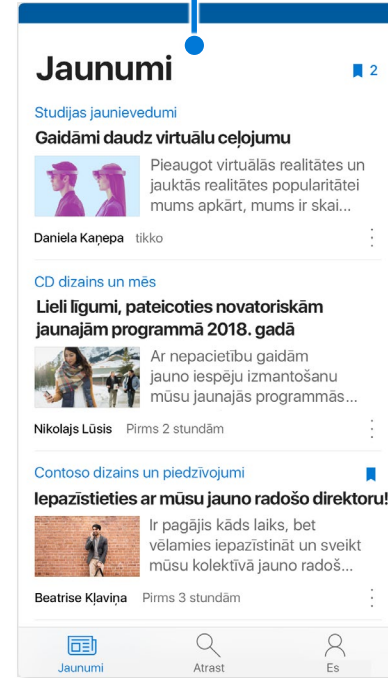 Jaunumi
2
Studijas jaunievedumi
Gaidāmi daudz virtuālu ceļojumu
Pieaugot virtuālās realitātes un
jauktās realitātes popularitātei
mums apkārt, mums ir skai...
Daniela Kaņepa tikko
CD dizains un mēs
Lieli līgumi, pateicoties novatoriskām
jaunajām programmā 2018. gadā
Ar nepacietību gaidām
jauno iespēju izmantošanu
mūsu jaunajās programmās...
Nikolajs Lūsis Pirms 2 stundām
Contoso dizains un piedzīvojumi
Iepazīstieties ar mūsu jauno radošo direktoru!
Ir pagājis kāds laiks, bet
vēlamies iepazīstināt un sveikt
mūsu kolektīvā jauno radoš...
Beatrise Kļaviņa Pirms 3 stundām
Jaunumi
Atrast
Es